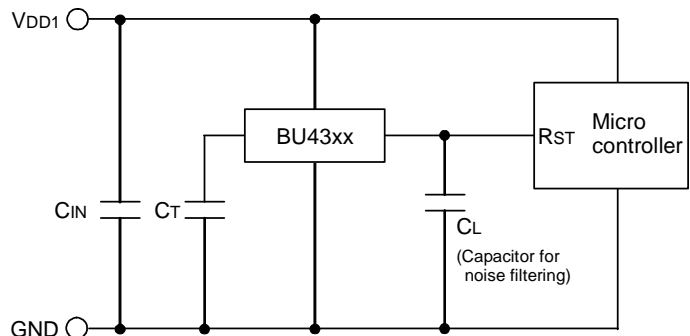 VDD1
BU43xx
RST
Micro
controller
CIN
CT
CL
(Capacitor for
noise filtering)
GND